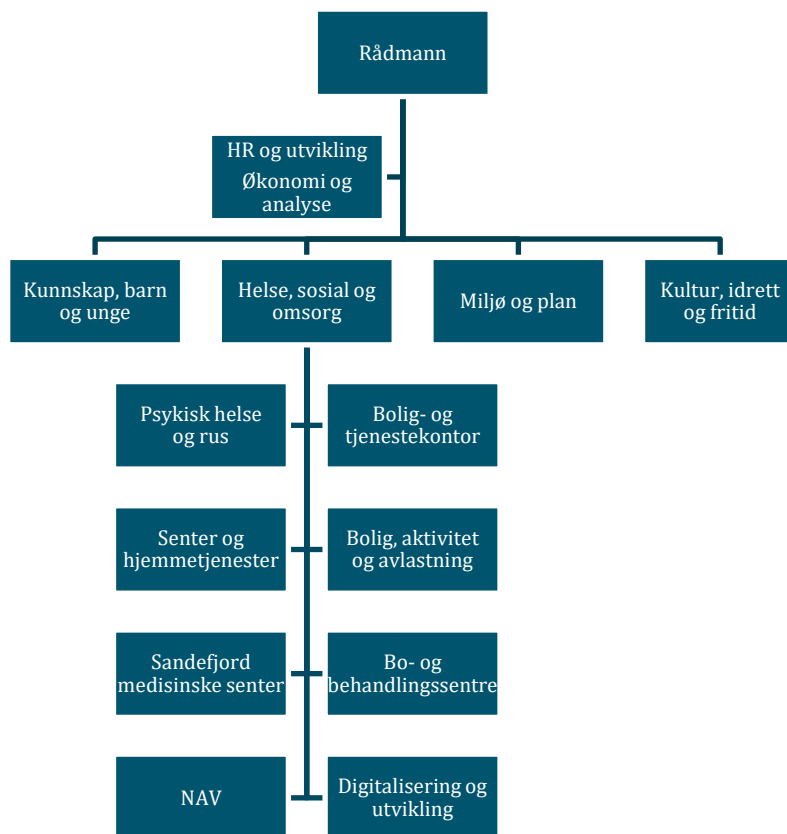 Rådmann
HR og utvikling
Økonomi og
analyse
Kunnskap, barn
og unge
Helse, sosial og
omsorg
Miljø og plan
Kultur, idrett
og fritid
Psykisk helse
og rus
Bolig- og
tjenestekontor
Senter og
hjemmetjenester
Bolig, aktivitet
og avlastning
Sandefjord
medisinske senter
Bo- og
behandlingssentre
NAV
Digitalisering og
utvikling